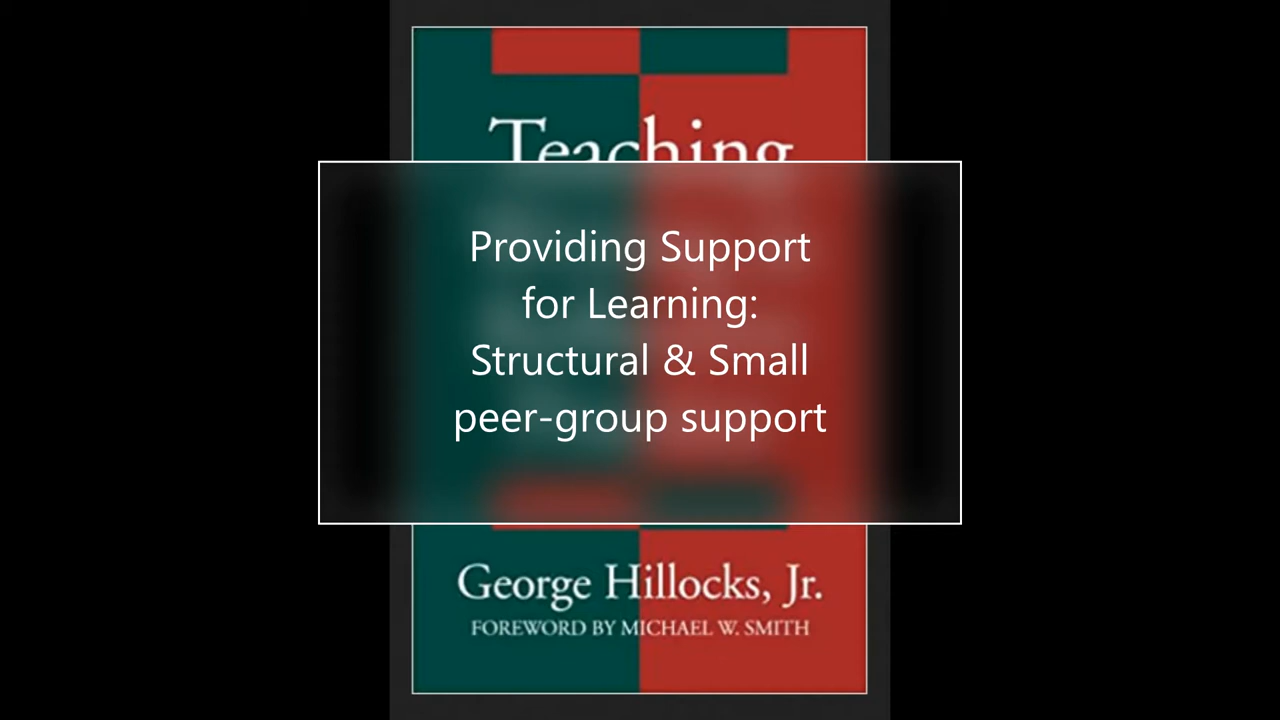 Teaching
Providing Support
for Learning:
Structural & Small
peer-group support
George Hillocks, Jr.
FOREWORD BY MICHAEL W. SMITH